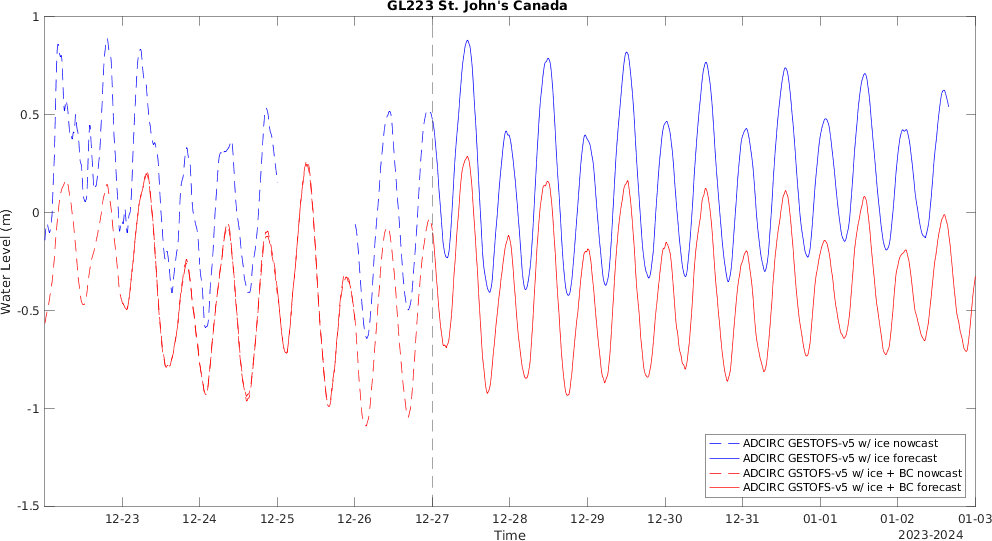 GL223 St. John's Canada
1
0.5
0
-0.5
-1
-1.5
Water Level (m)
12-23 12-24 12-25 12-26 12-27 12-28 12-29 12-30 12-31 01-01 01-02 01-03
Time
2023-2024
ADCIRC GESTOFS-v5 w/ ice nowcast
ADCIRC GESTOFS-v5 w/ ice forecast
ADCIRC GSTOFS-v5 w/ ice + BC nowcast
ADCIRC GSTOFS-v5 w/ ice + BC forecast